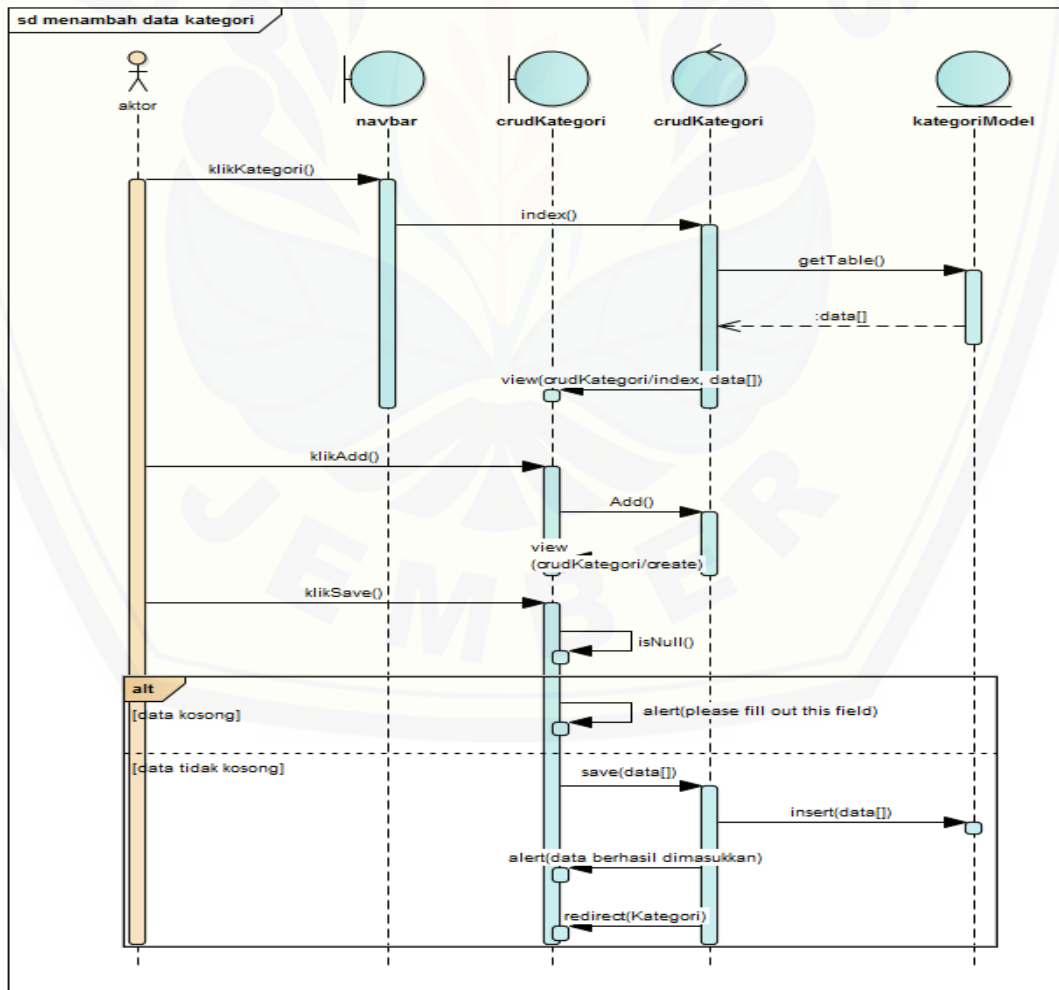 sd menambah data kategori
aktor
navbar
crudKategori
crudKategori
kategoriModel
klikKategori()
index()
getTable()
:data[]
view(crudKategori/index, data[])
klikAdd()
Add()
view
(crudKategori/create)
klikSave()
isNull()
alt
[data kosong]
alert(please fill out this field)
[data tidak kosong]
save(data[])
insert(data[])
alert(data berhasil dimasukkan)
redirect(Kategori)
JEMBER